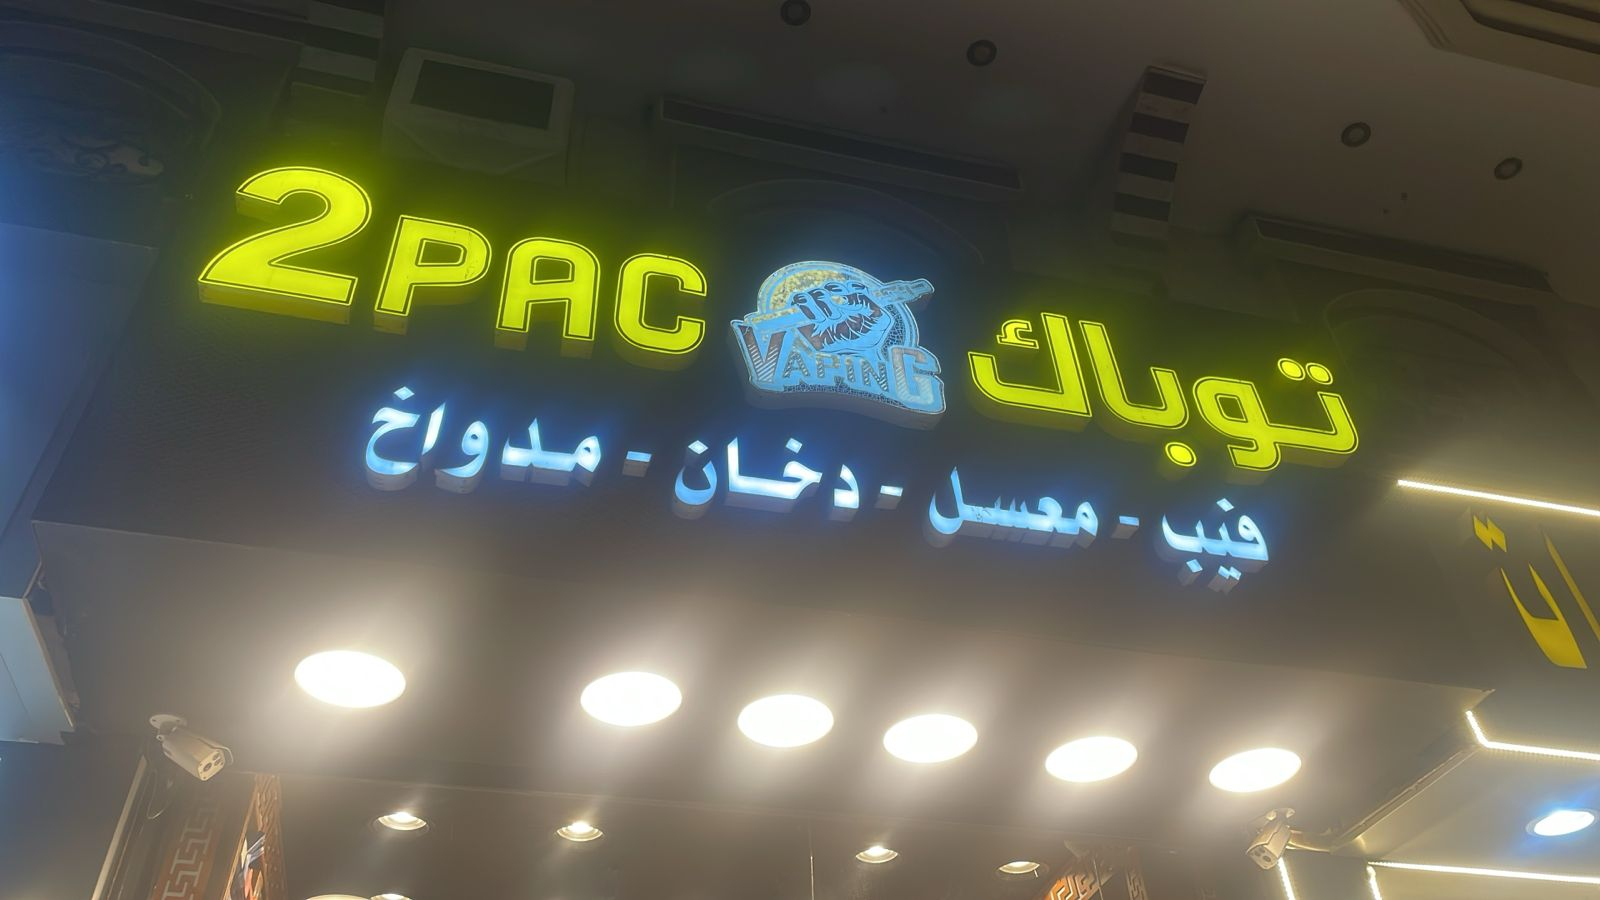 2PAC VAPING توباك
فيب - معسل - دخان - مدواخ